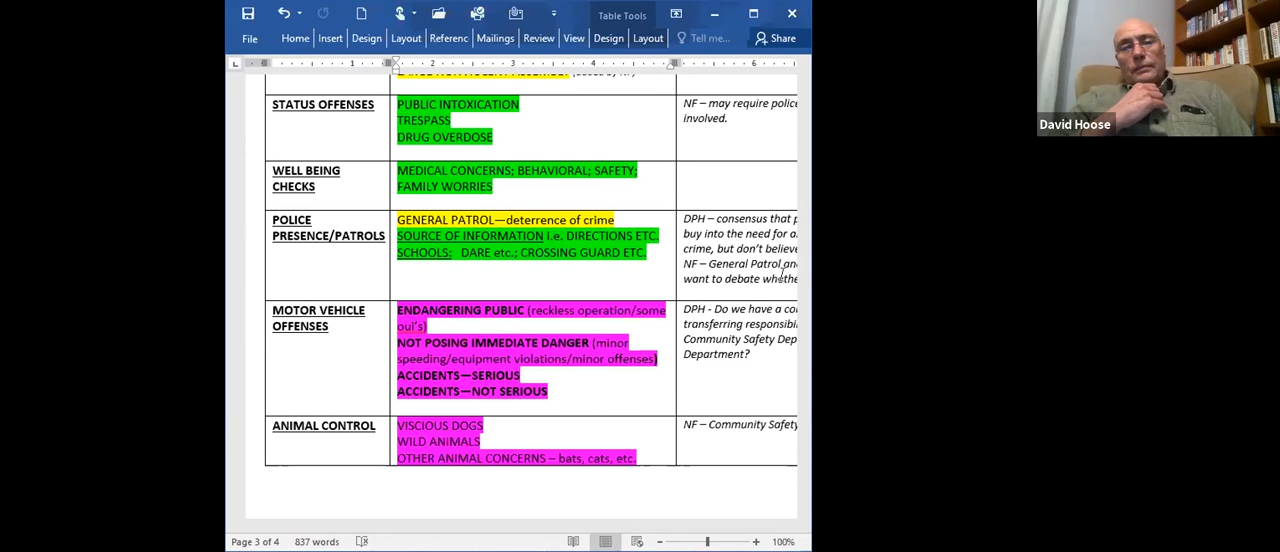 Table Tools
File Home Insert Design Layout Referenc Mailings Review View Design Layout Tell me... Share
1 2 3 4 6
STATUS OFFENSES
PUBLIC INTOXICATION
TRESPASS
DRUG OVERDOSE
NF – may require police
involved.
WELL BEING
CHECKS
MEDICAL CONCERNS; BEHAVIORAL; SAFETY;
FAMILY WORRIES
POLICE
PRESENCE/PATROLS
GENERAL PATROL—deterrence of crime
SOURCE OF INFORMATION i.e. DIRECTIONS ETC.
SCHOOLS: DARE etc.; CROSSING GUARD ETC.
DPH – consensus that p
buy into the need for a
crime, but don't believe
NF – General Patrol and
want to debate whethe
MOTOR VEHICLE
OFFENSES
ENDANGERING PUBLIC (reckless operation/some
oui's)
NOT POSING IMMEDIATE DANGER (minor
speeding/equipment violations/minor offenses)
ACCIDENTS—SERIOUS
ACCIDENTS—NOT SERIOUS
DPH - Do we have a co
transferring responsibi
Community Safety Dep
Department?
ANIMAL CONTROL
VISCIOUS DOGS
WILD ANIMALS
OTHER ANIMAL CONCERNS – bats, cats, etc.
NF – Community Safety
Page 3 of 4 837 words
100%
David Hoose